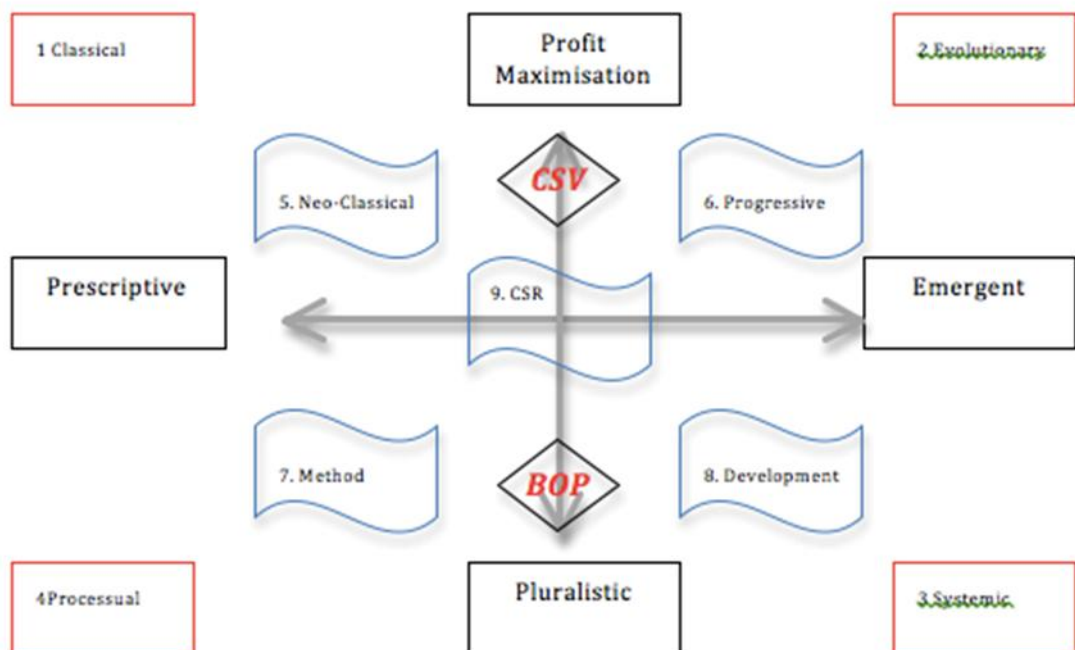 1 Classical
Profit
Maximisation
2 Evolutionary
CSV
5. Neo-Classical
6. Progressive
Prescriptive
9. CSR
Emergent
7. Method
BOP
8. Development
4Processual
Pluralistic
3 Systemic